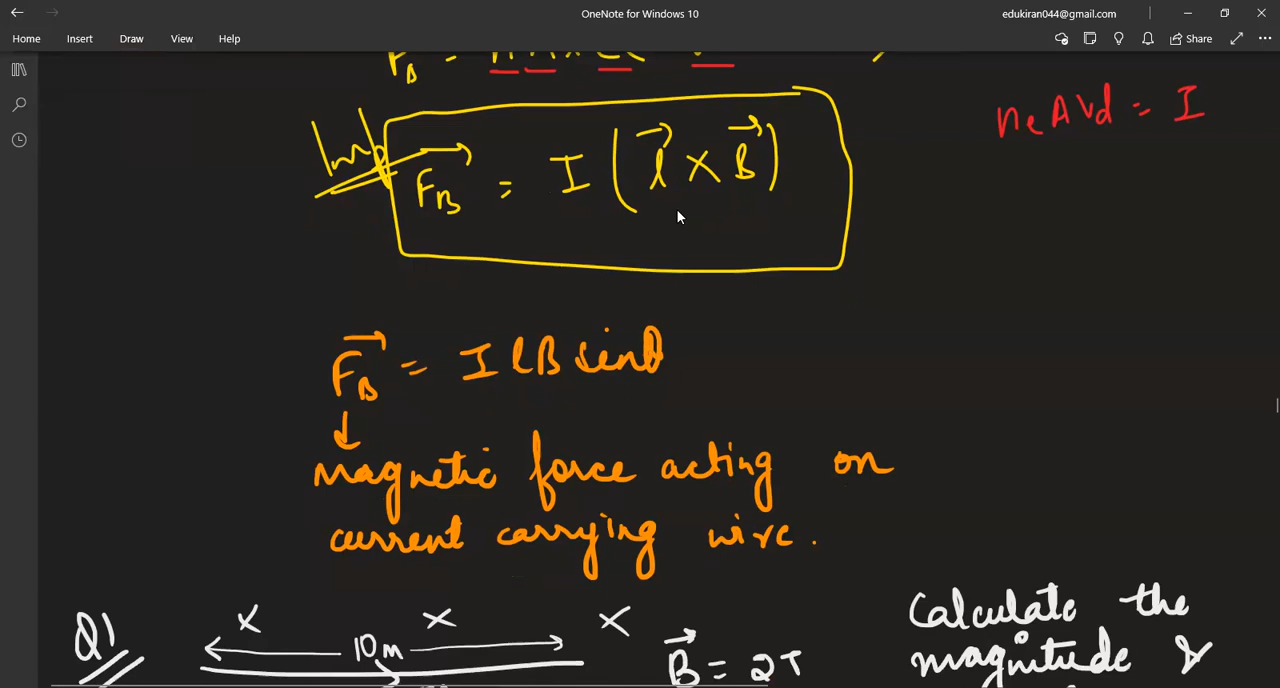 OneNote for Windows 10
edukiran044@gmail.com
Home Insert Draw View Help
Share
neAVd = I
Imp
F⃗B = I (l⃗ × B⃗)
F⃗B = I l B sinθ
↓
magnetic force acting on
current carrying wire.
Q1
× × ×
10m
B⃗ = 2T
Calculate the
magnitude &